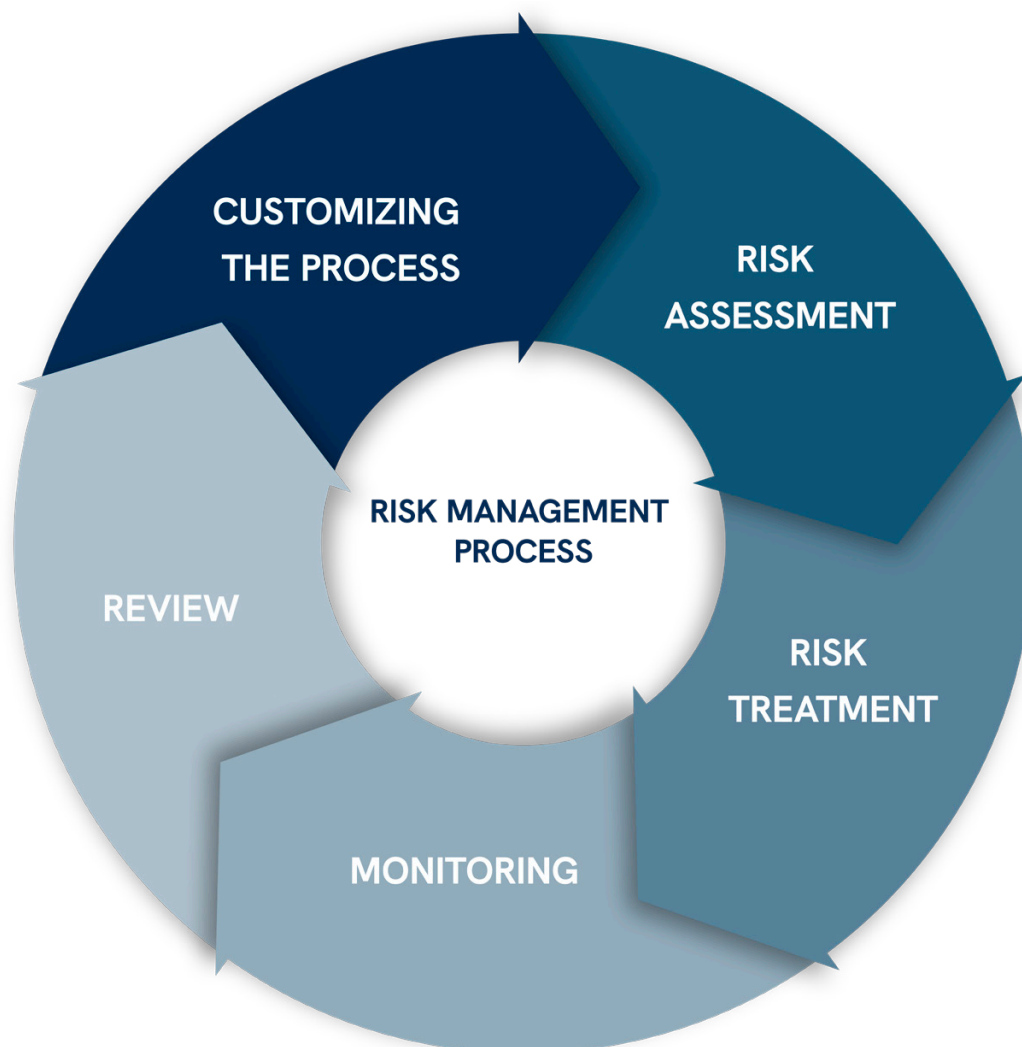 CUSTOMIZING
THE PROCESS
RISK
ASSESSMENT
RISK MANAGEMENT
PROCESS
REVIEW
RISK
TREATMENT
MONITORING